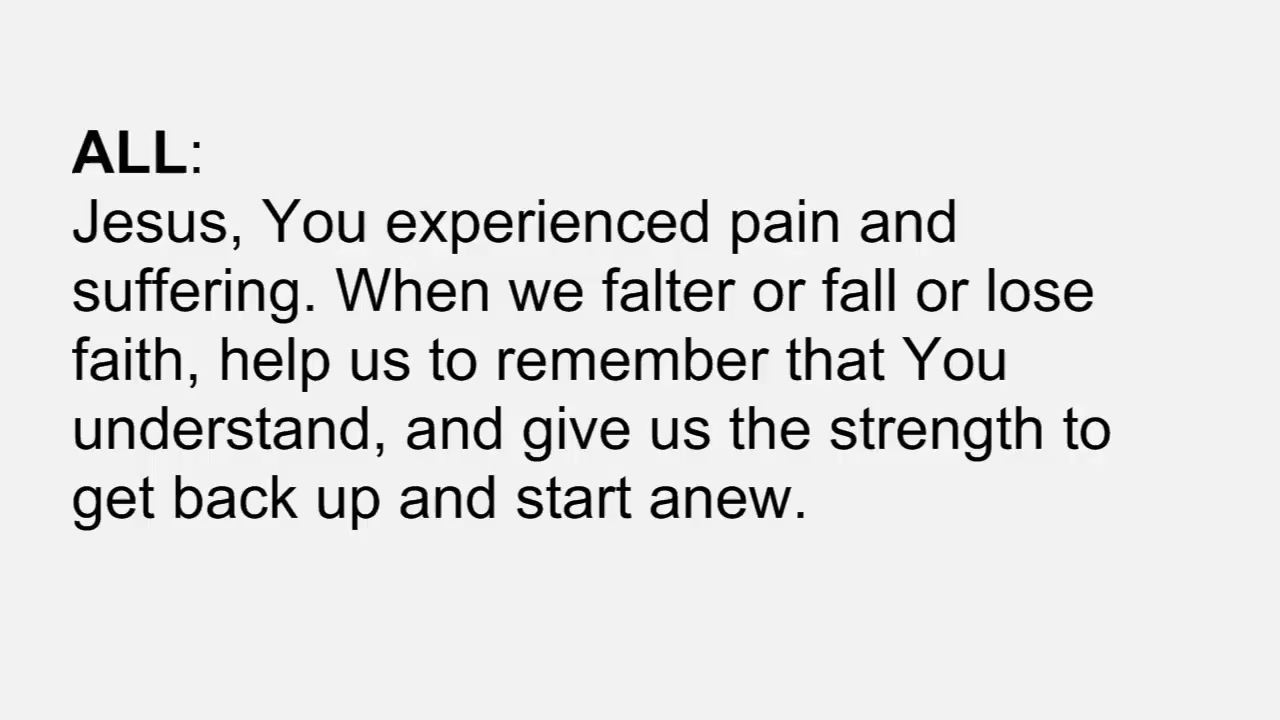 ALL:
Jesus, You experienced pain and
suffering. When we falter or fall or lose
faith, help us to remember that You
understand, and give us the strength to
get back up and start anew.